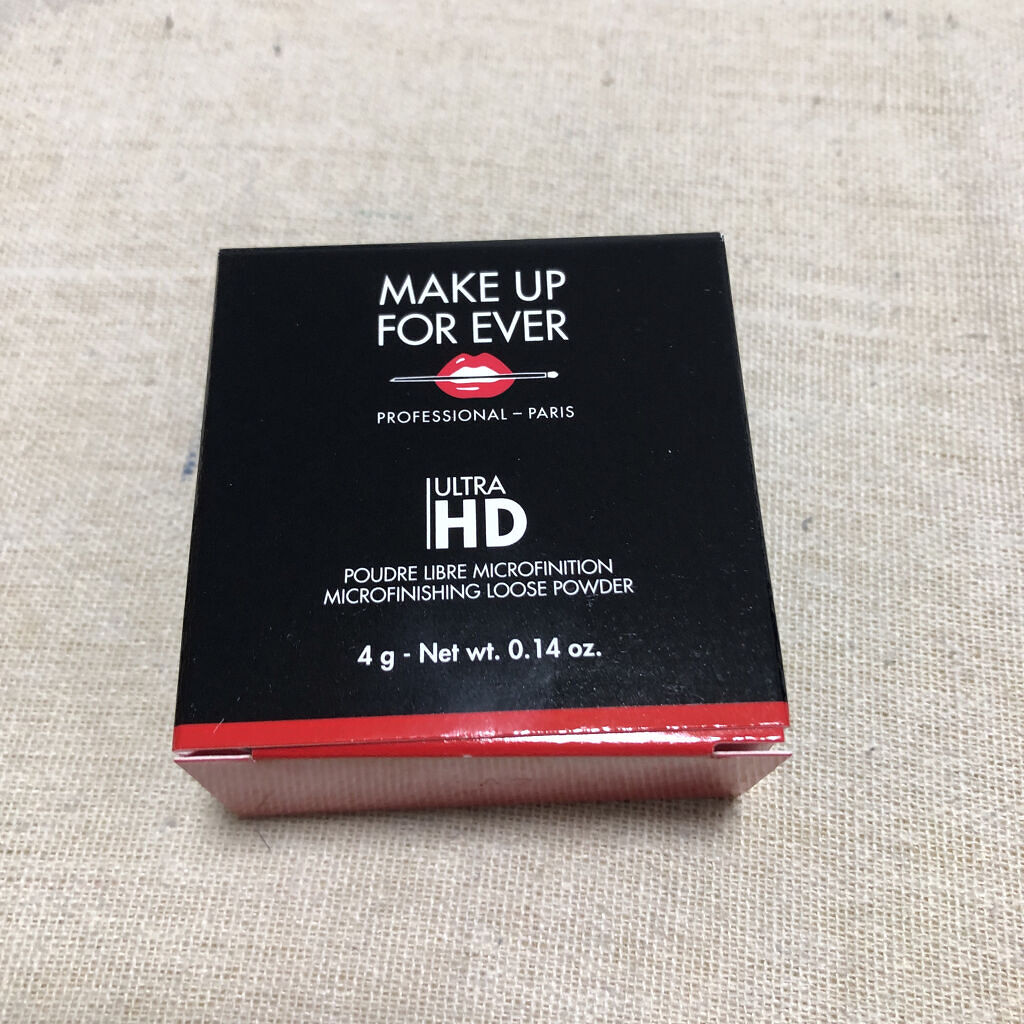 MAKE UP
FOR EVER
PROFESSIONAL – PARIS
ULTRA
HD
POUDRE LIBRE MICROFINITION
MICROFINISHING LOOSE POWDER
4 g - Net wt. 0.14 oz.